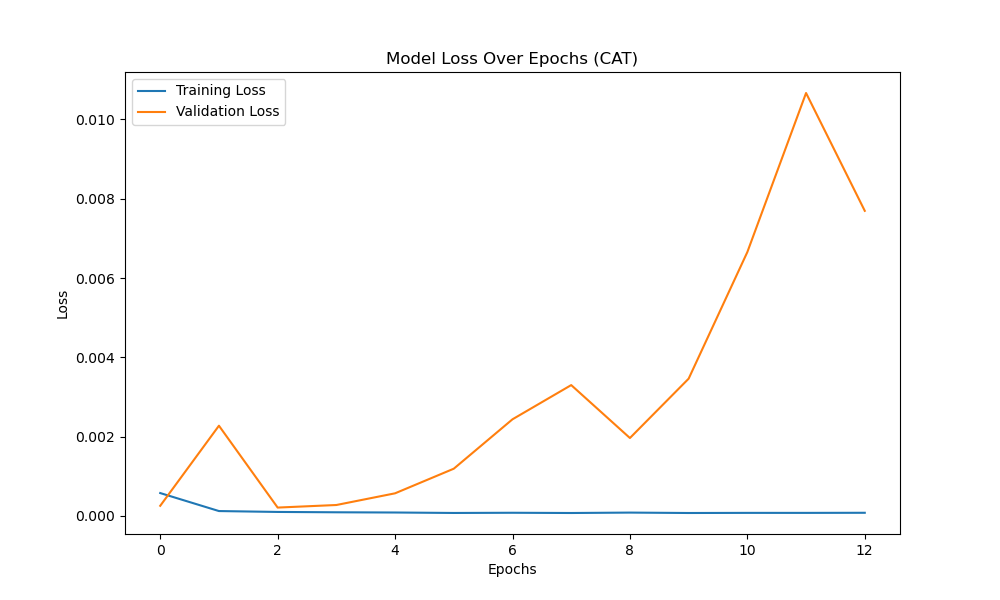 Model Loss Over Epochs (CAT)
Training Loss
Validation Loss
0.010
0.008
0.006
0.004
0.002
0.000
Loss
0 2 4 6 8 10 12
Epochs